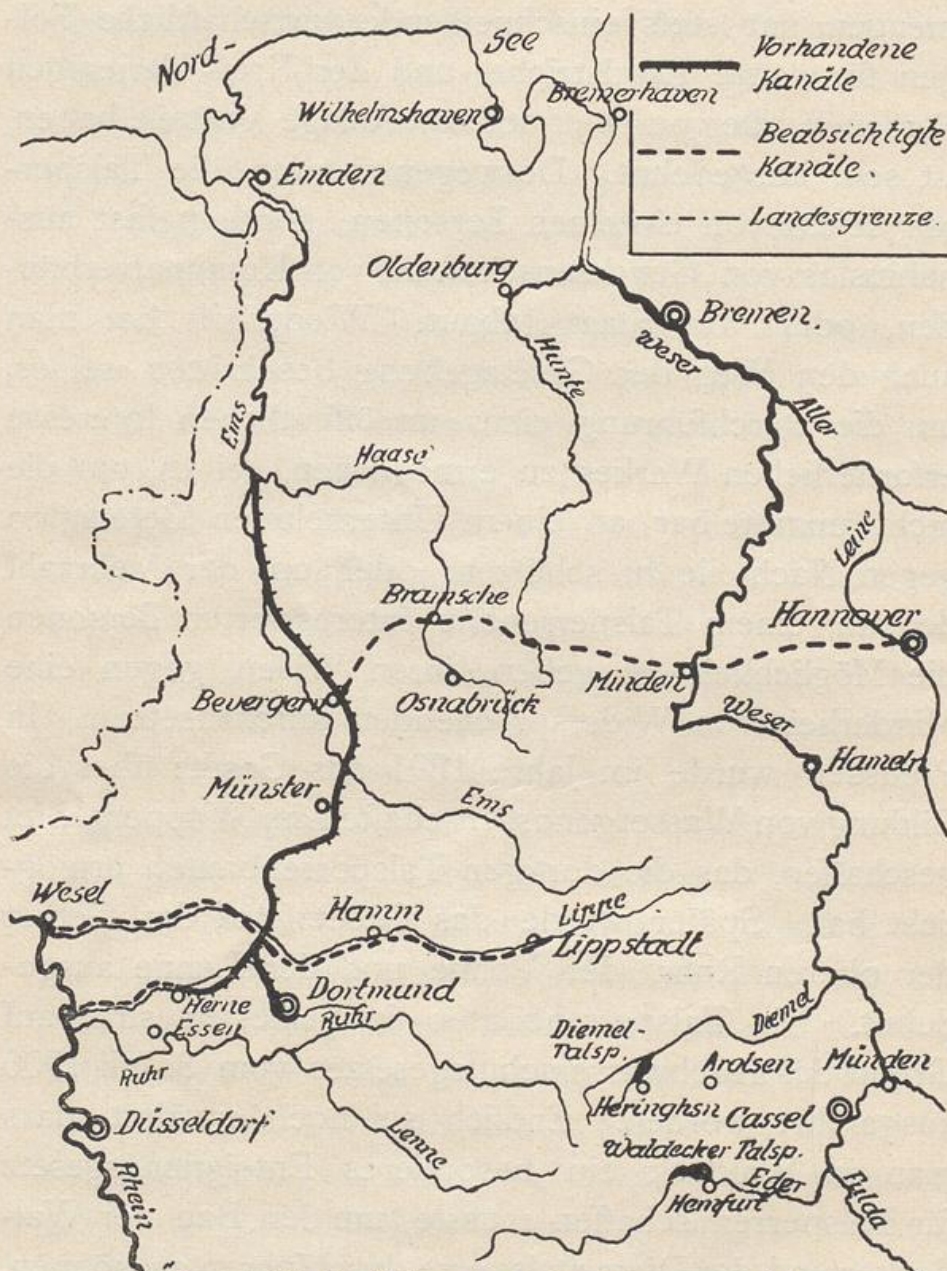 Nord-
See
Wilhelmshaven
Bremerhaven
Vorhandene
Kanäle
Beabsichtigte
Kanäle.
Landesgrenze.
Emden
Oldenburg
Bremen.
Weser
Hunte
Aller
Ems
Haase
Leine
Bramsche
Hannover
Minden
Bevergern
Osnabrück
Weser
Hameln
Münster
Ems
Wesel
Hamm
Lippe
Lippstadt
Dortmund
Herne
Essen
Ruhr
Ruhr
Diemel-
Talsp.
Diemel
Arolsen
Münden
Heringhsn
Cassel
Düsseldorf
Lenne
Waldecker Talsp.
Eder
Hemfurt
Fulda
Rhein